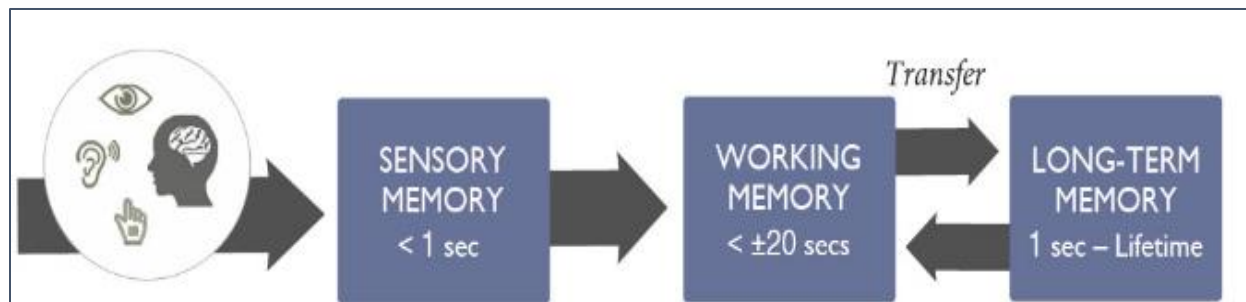 SENSORY
MEMORY
< 1 sec
WORKING
MEMORY
< ±20 secs
Transfer
LONG-TERM
MEMORY
1 sec – Lifetime